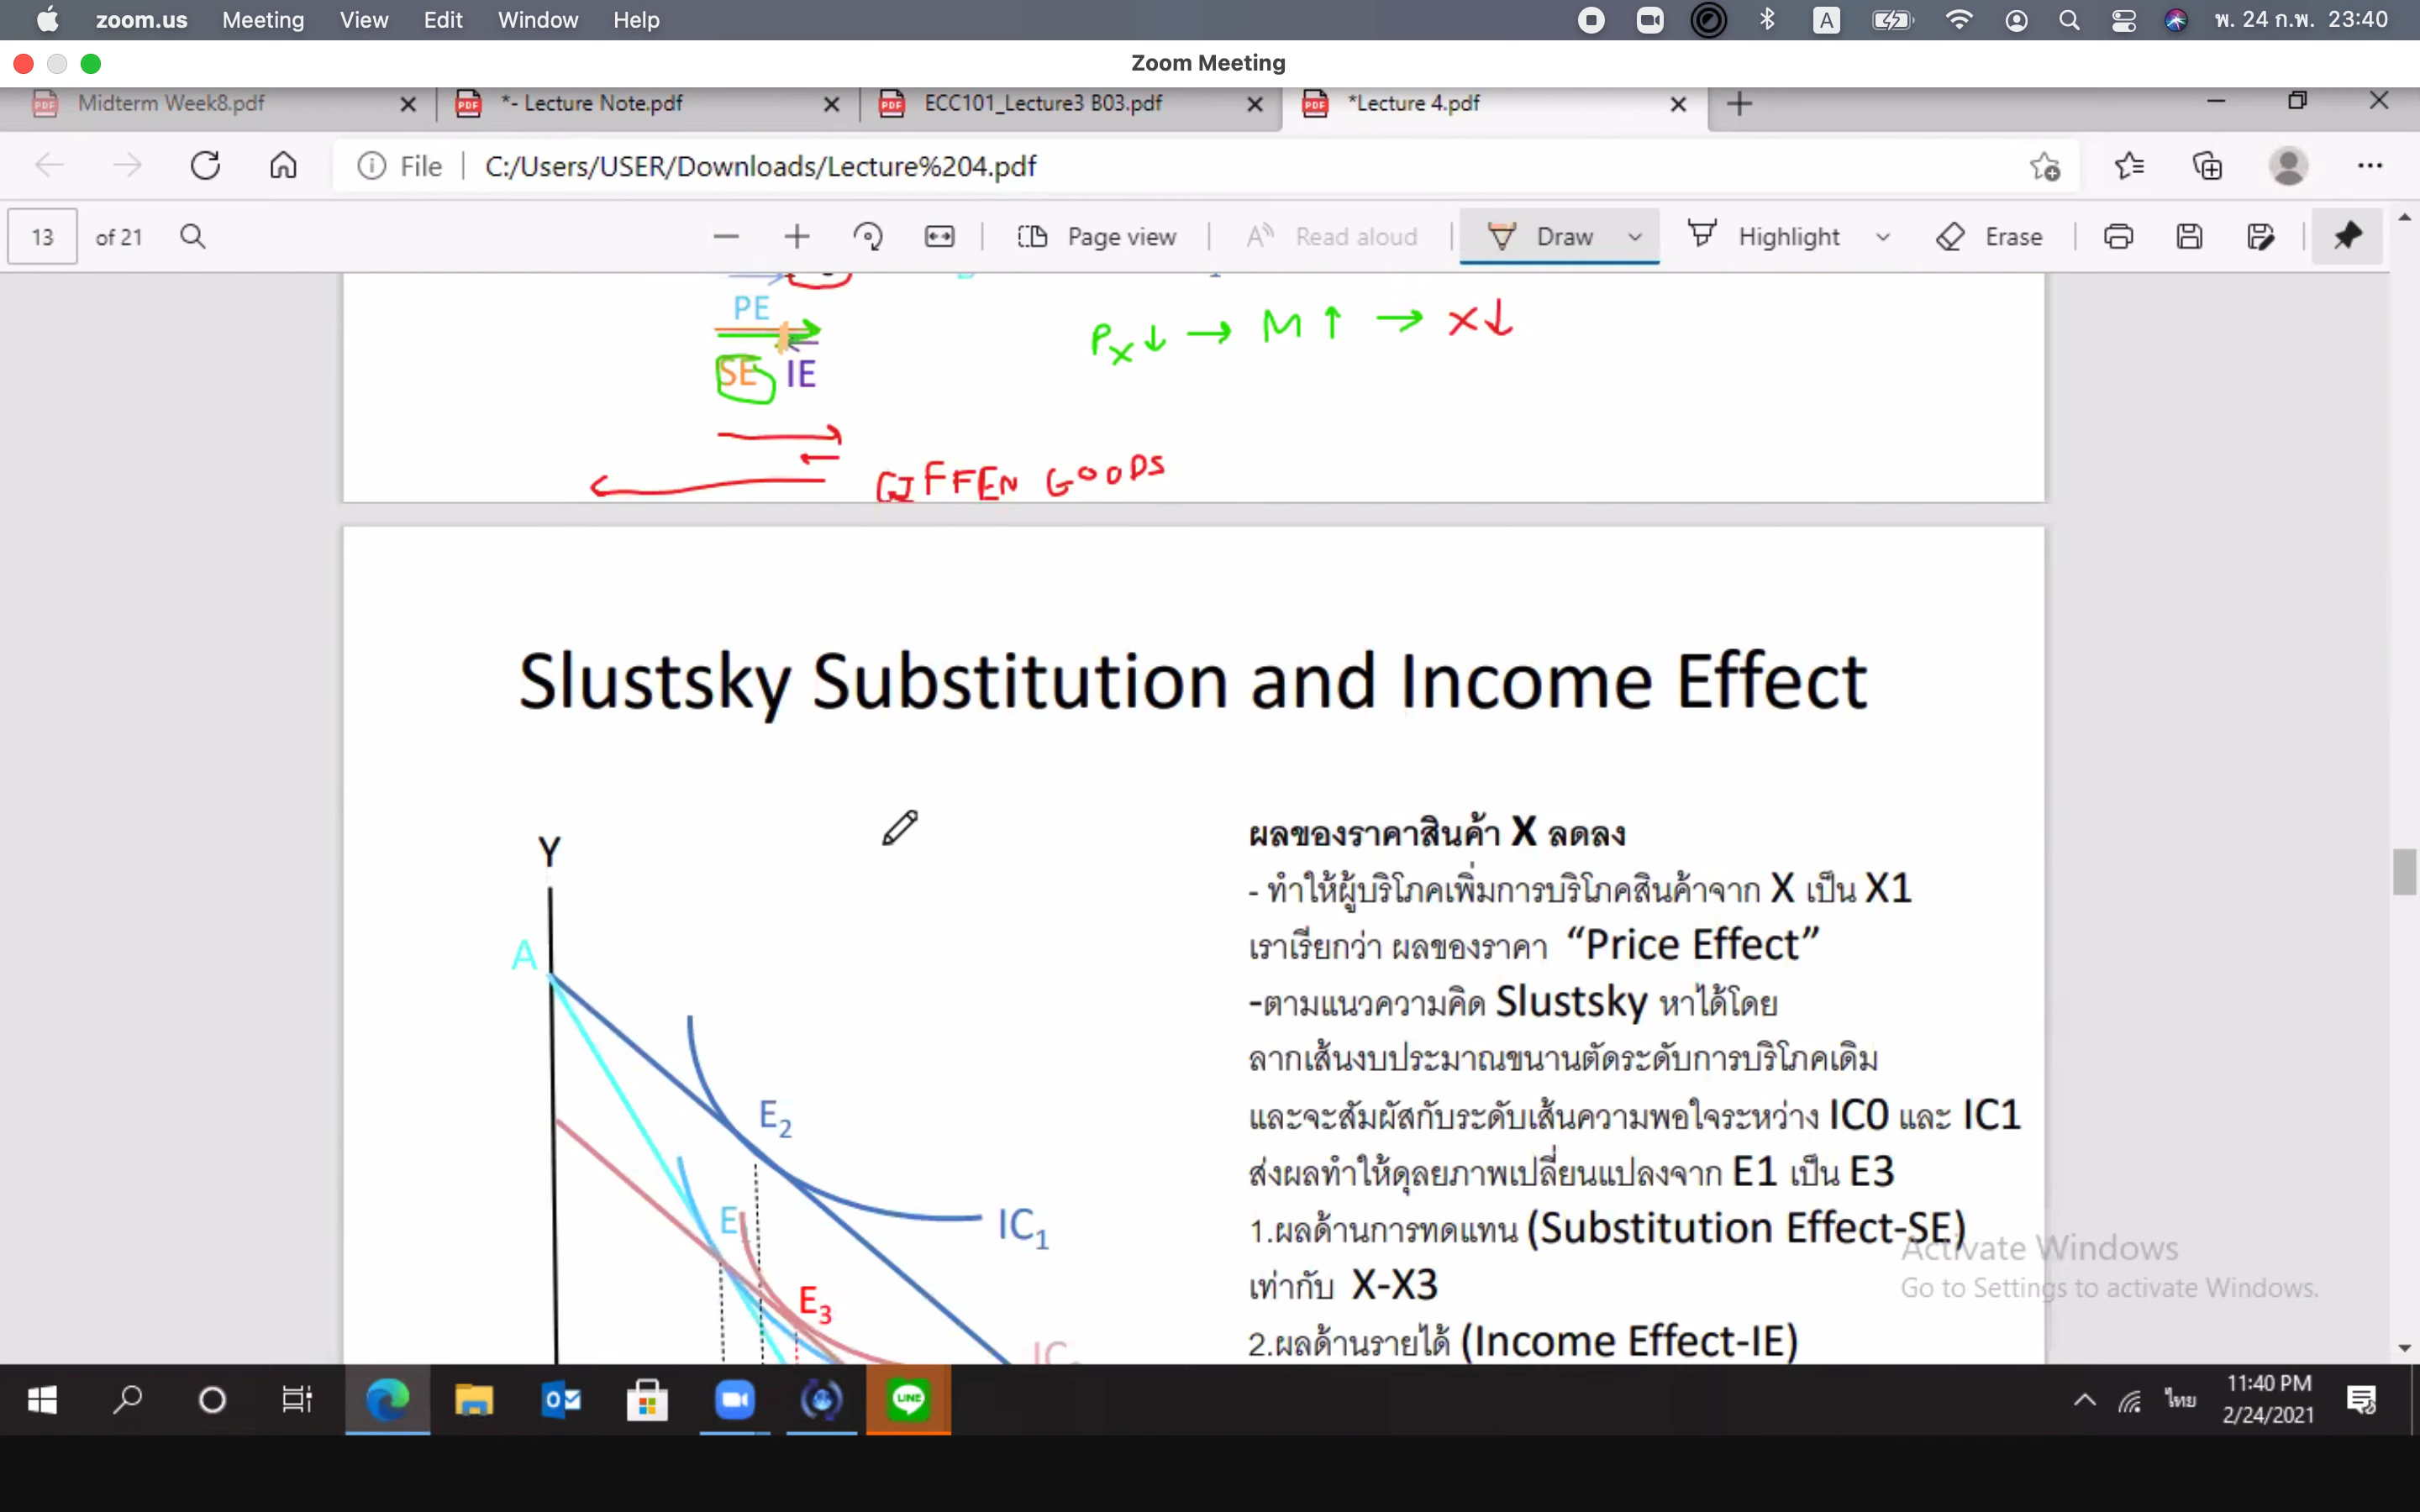 zoom.us Meeting View Edit Window Help
A
พ. 24 ก.พ. 23:40
Zoom Meeting
Midterm Week8.pdf
*- Lecture Note.pdf
ECC101_Lecture3 B03.pdf
*Lecture 4.pdf
File C:/Users/USER/Downloads/Lecture%204.pdf
13 of 21
Page view
Read aloud
Draw
Highlight
Erase
PE
SE IE
Px↓ → M↑ → X↓
GIFFEN GOODS
Slustsky Substitution and Income Effect
Y
A
E2
IC1
E
E3
ผลของราคาสินค้า X ลดลง
- ทำให้ผู้บริโภคเพิ่มการบริโภคสินค้าจาก X เป็น X1
เราเรียกว่า ผลของราคา “Price Effect”
-ตามแนวความคิด Slustsky หาได้โดย
ลากเส้นงบประมาณขนานตัดระดับการบริโภคเดิม
และจะสัมผัสกับระดับเส้นความพอใจระหว่าง IC0 และ IC1
ส่งผลทำให้ดุลยภาพเปลี่ยนแปลงจาก E1 เป็น E3
1.ผลด้านการทดแทน (Substitution Effect-SE)
เท่ากับ X-X3
2.ผลด้านรายได้ (Income Effect-IE)
Activate Windows
Go to Settings to activate Windows.
LINE
ไทย
11:40 PM
2/24/2021